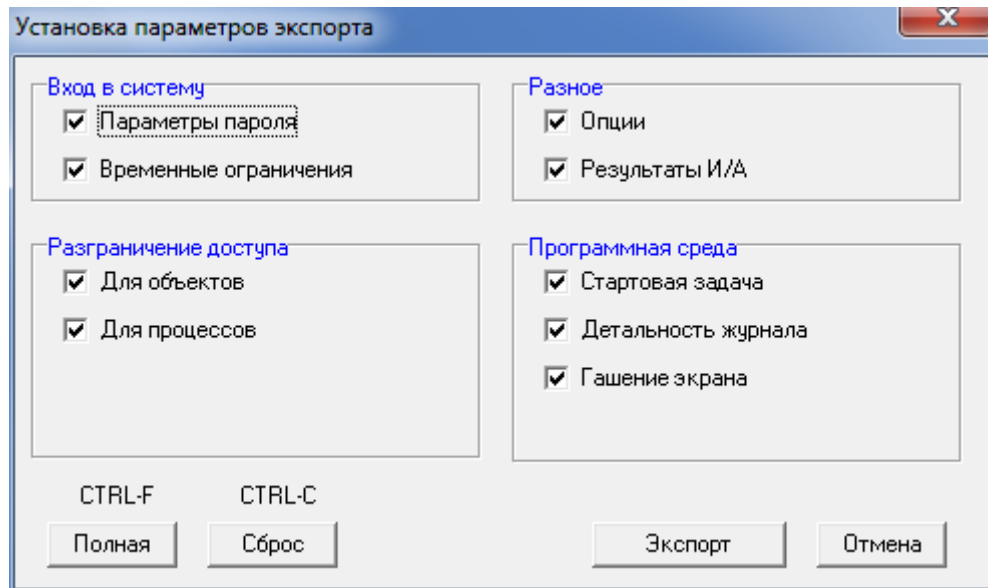 Установка параметров экспорта
Вход в систему
Параметры пароля
Временные ограничения
Разное
Опции
Результаты И/А
Разграничение доступа
Для объектов
Для процессов
Программная среда
Стартовая задача
Детальность журнала
Гашение экрана
CTRL-F CTRL-C
Полная Сброс Экспорт Отмена